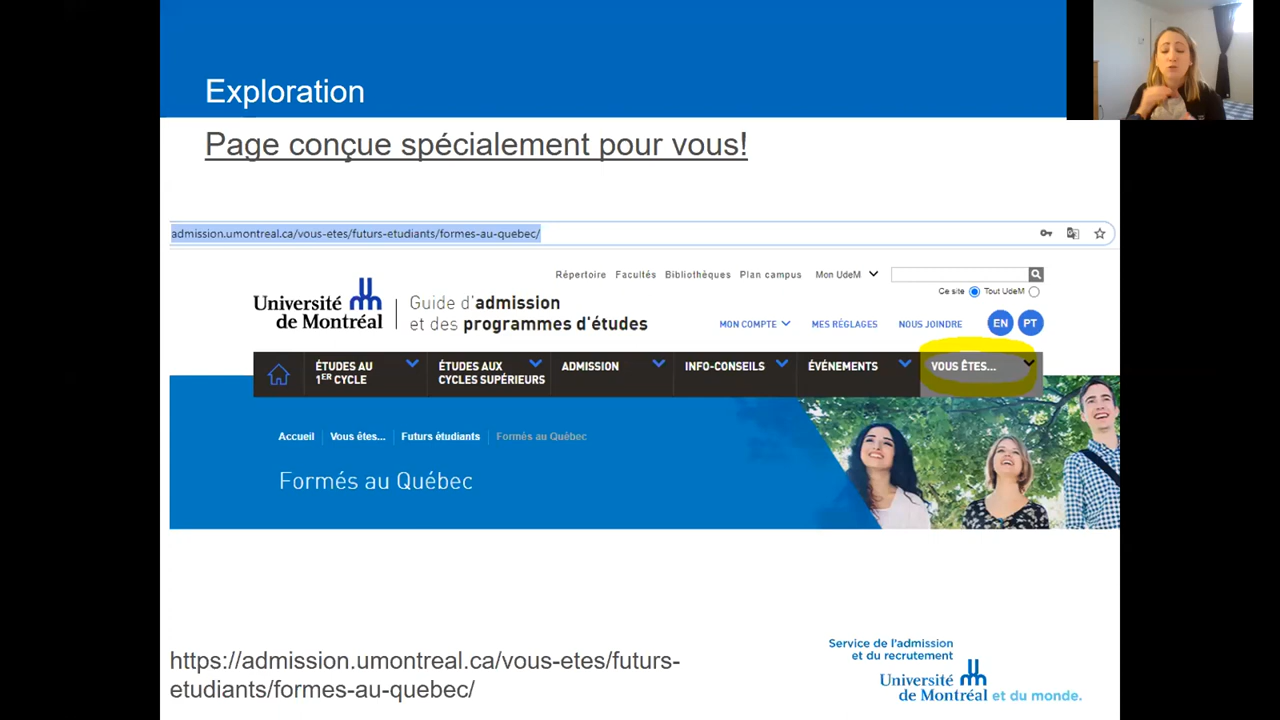 Exploration
Page conçue spécialement pour vous!
admission.umontreal.ca/vous-etes/futurs-etudiants/formes-au-quebec/
Répertoire Facultés Bibliothèques Plan campus Mon UdeM
Ce site Tout UdeM
Université
de Montréal
Guide d'admission
et des programmes d'études
MON COMPTE MES RÉGLAGES NOUS JOINDRE EN PT
ÉTUDES AU
1ER CYCLE
ÉTUDES AUX
CYCLES SUPÉRIEURS
ADMISSION
INFO-CONSEILS
ÉVÉNEMENTS
VOUS ÊTES...
Accueil Vous êtes... Futurs étudiants Formés au Québec
Formés au Québec
https://admission.umontreal.ca/vous-etes/futurs-
etudiants/formes-au-quebec/
Service de l'admission
et du recrutement
Université
de Montréal et du monde.